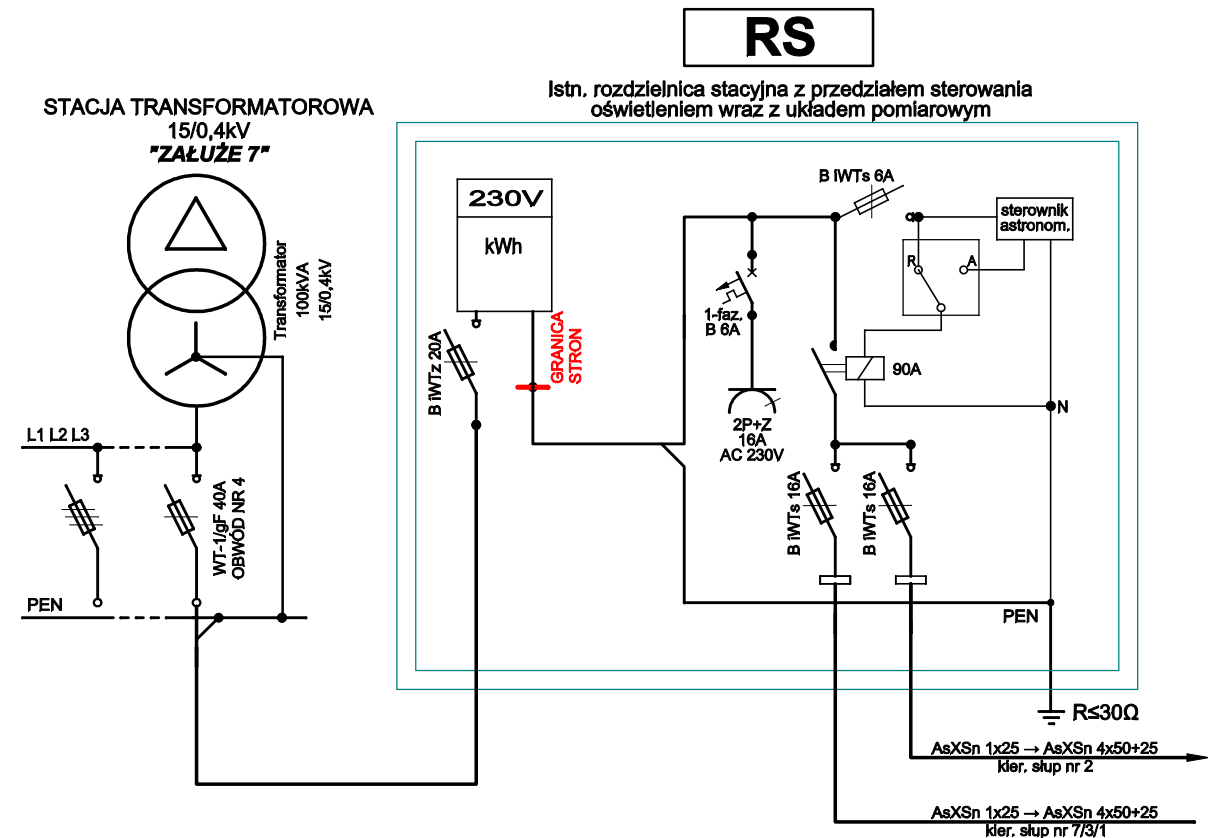 RS
Istn. rozdzielnica stacyjna z przedziałem sterowania
oświetleniem wraz z układem pomiarowym
STACJA TRANSFORMATOROWA
15/0,4kV
"ZAŁUŻE 7"
Transformator
100kVA
15/0,4kV
L1 L2 L3
WT-1/gF 40A
OBWÓD NR 4
PEN
230V
kWh
B iWTz 20A
GRANICA
STRON
B iWTs 6A
1-faz.
B 6A
2P+Z
16A
AC 230V
sterownik
astronom.
R
A
90A
N
B iWTs 16A
B iWTs 16A
PEN
R≤30Ω
AsXSn 1x25 → AsXSn 4x50+25
kier. słup nr 2
AsXSn 1x25 → AsXSn 4x50+25
kier. słup nr 7/3/1